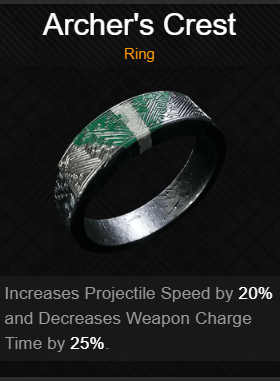 Archer's Crest
Ring
Increases Projectile Speed by 20%
and Decreases Weapon Charge
Time by 25%.